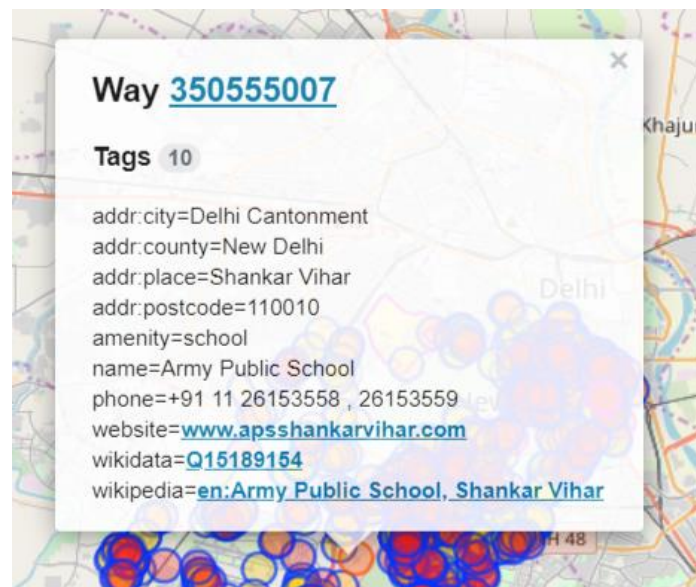 Way 350555007
×
Tags 10
addr:city=Delhi Cantonment
addr:county=New Delhi
addr:place=Shankar Vihar
addr:postcode=110010
amenity=school
name=Army Public School
phone=+91 11 26153558 , 26153559
website=www.apsshankarvihar.com
wikidata=Q15189154
wikipedia=en:Army Public School, Shankar Vihar
Khaju
Delhi
New
H 48